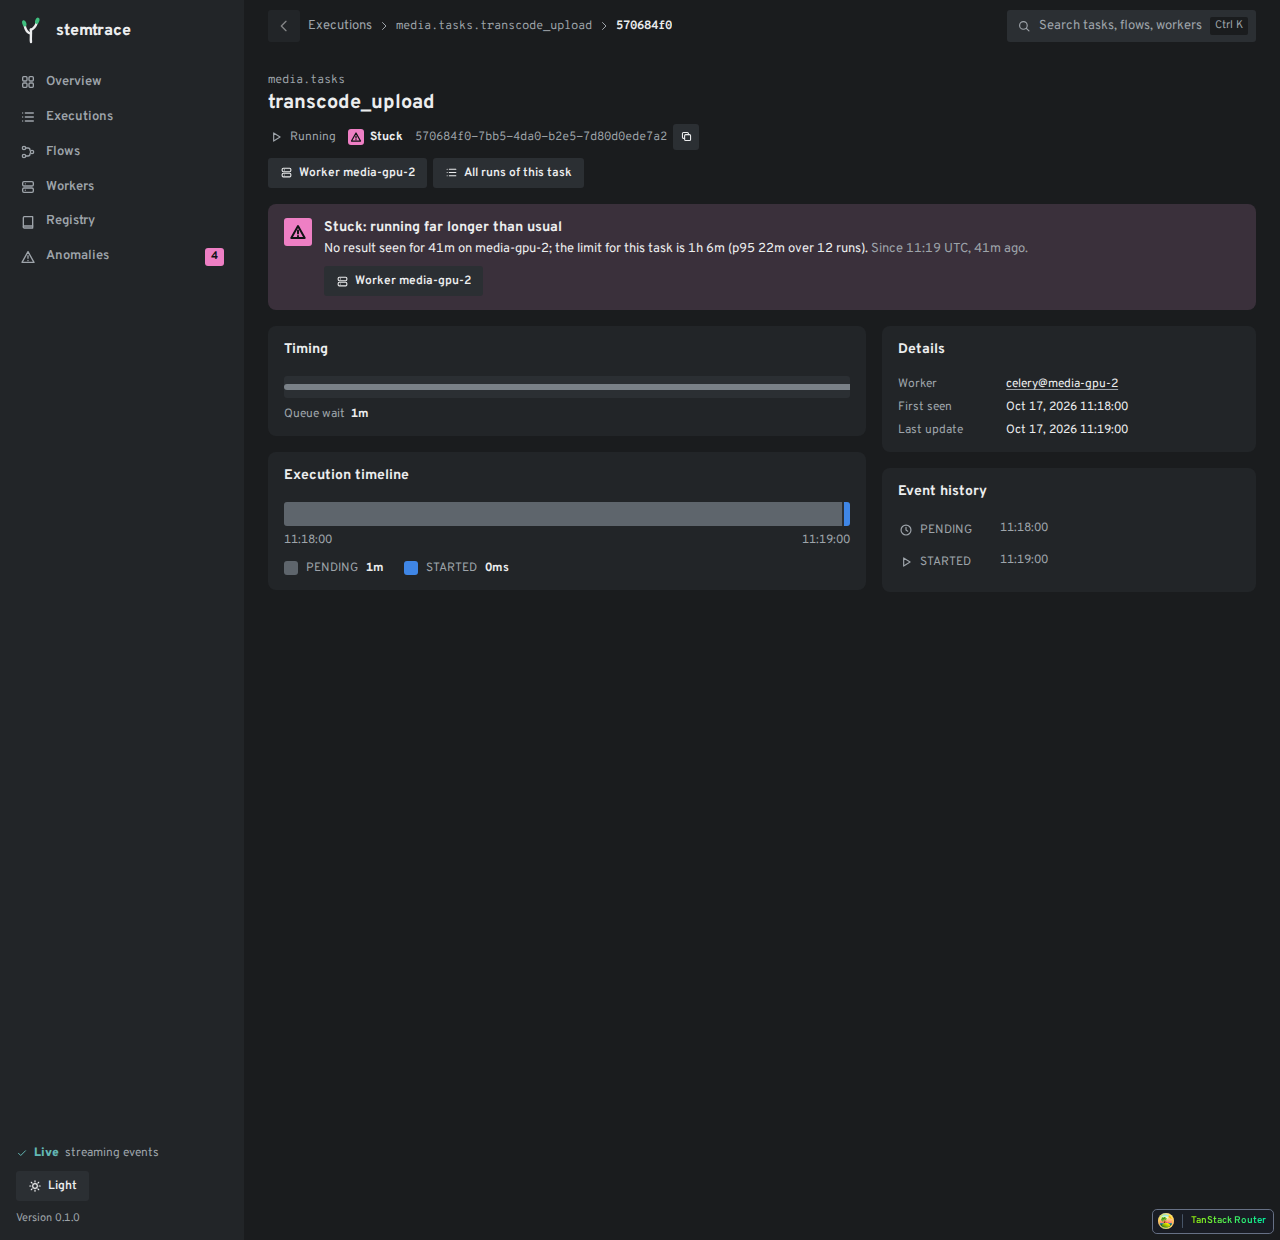 stemtrace
Overview
Executions
Flows
Workers
Registry
Anomalies 4
Live streaming events
Light
Version 0.1.0
Executions > media.tasks.transcode_upload > 570684f0
Search tasks, flows, workers Ctrl K
media.tasks
transcode_upload
Running Stuck 570684f0-7bb5-4da0-b2e5-7d80d0ede7a2
Worker media-gpu-2 All runs of this task
Stuck: running far longer than usual
No result seen for 41m on media-gpu-2; the limit for this task is 1h 6m (p95 22m over 12 runs). Since 11:19 UTC, 41m ago.
Worker media-gpu-2
Timing
Queue wait 1m
Execution timeline
11:18:00 11:19:00
PENDING 1m STARTED 0ms
Details
Worker celery@media-gpu-2
First seen Oct 17, 2026 11:18:00
Last update Oct 17, 2026 11:19:00
Event history
PENDING 11:18:00
STARTED 11:19:00
TanStack Router